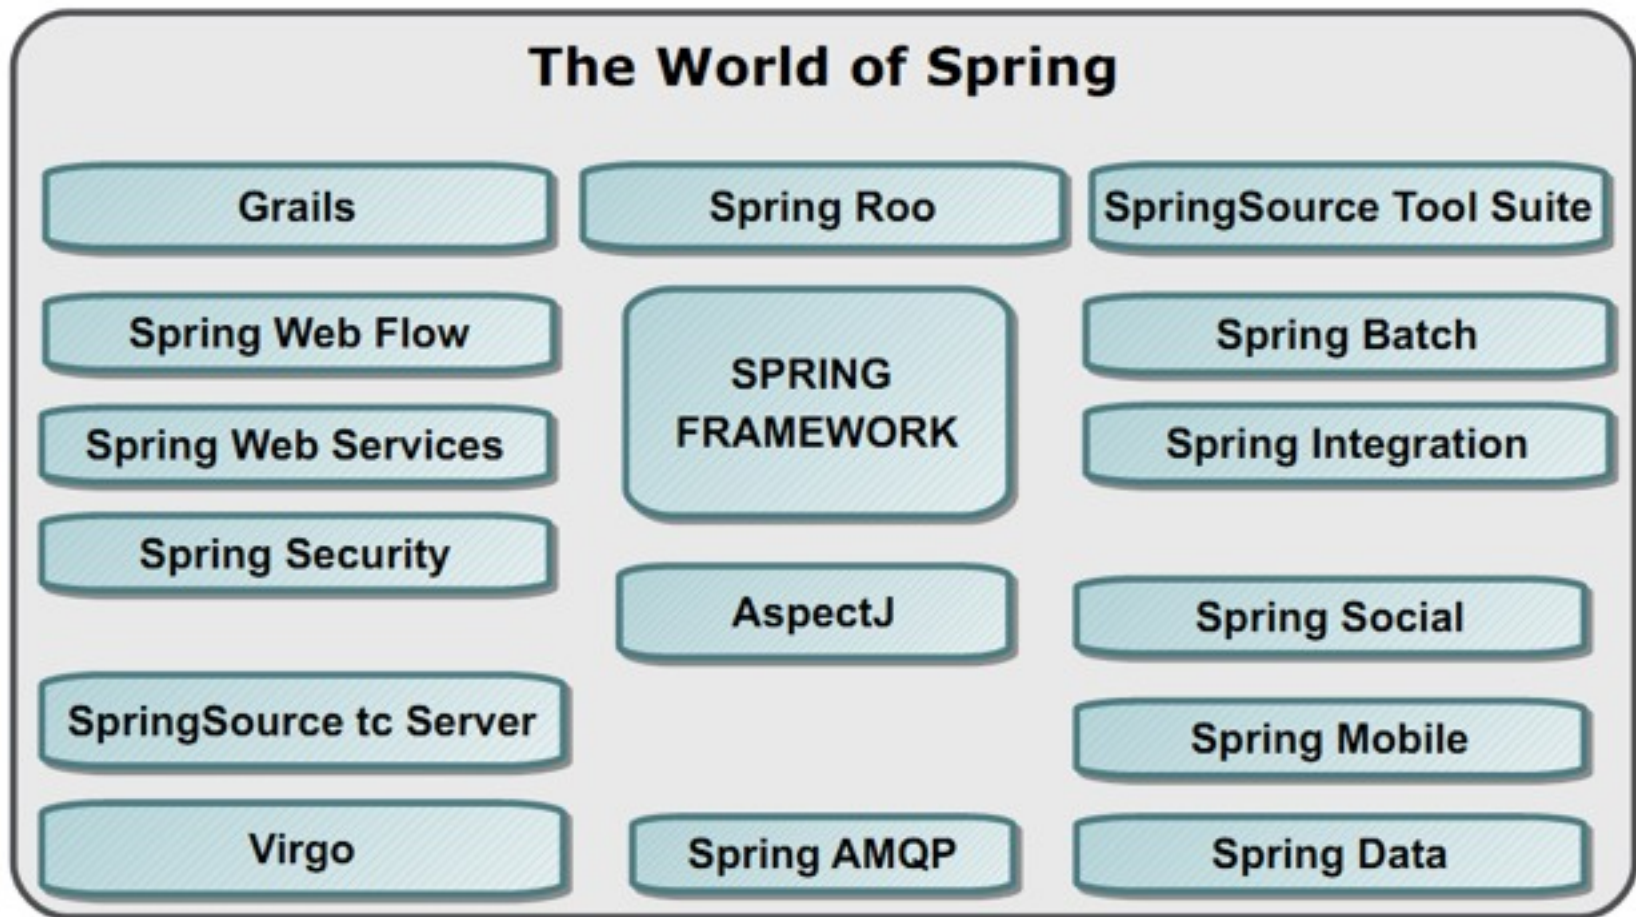 The World of Spring
Grails
Spring Roo
SpringSource Tool Suite
Spring Web Flow
SPRING
FRAMEWORK
Spring Batch
Spring Web Services
Spring Integration
Spring Security
AspectJ
Spring Social
SpringSource tc Server
Spring Mobile
Virgo
Spring AMQP
Spring Data